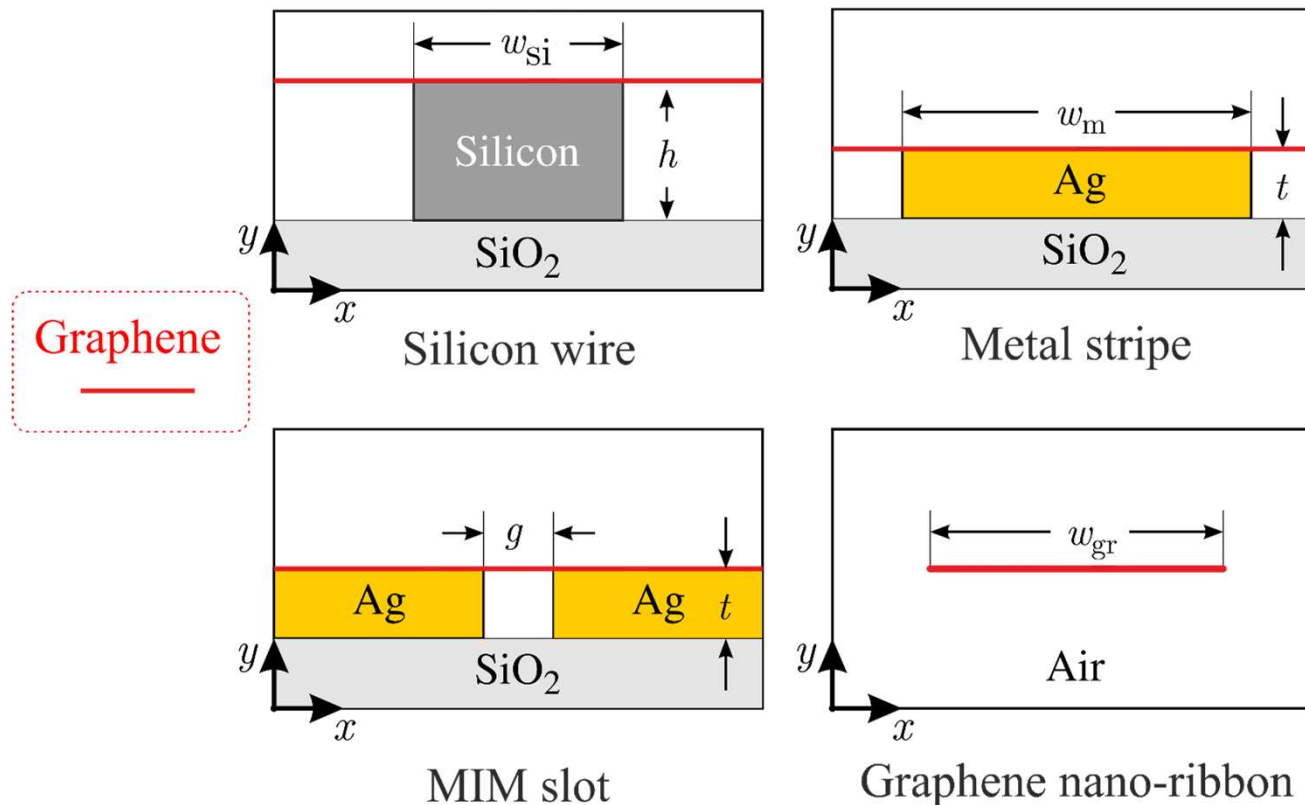 w_si
Silicon
h
SiO₂
y
x
Silicon wire
w_m
Ag
t
SiO₂
y
x
Metal stripe
Graphene
g
Ag
Ag
t
SiO₂
y
x
MIM slot
w_gr
Air
y
x
Graphene nano-ribbon